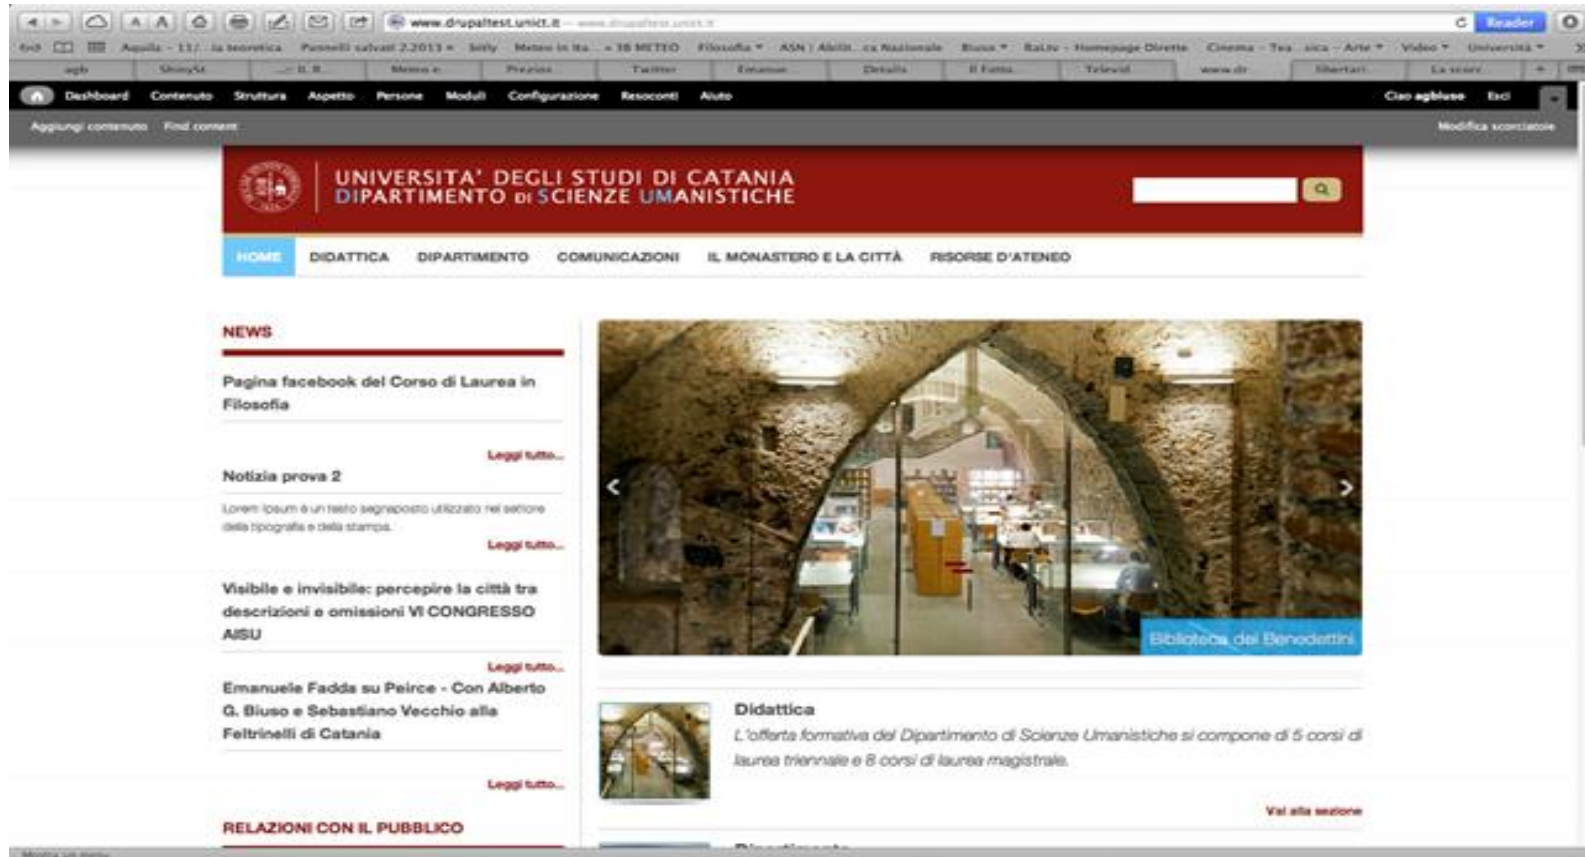 www.drupaltest.unict.it
Reader
Dashboard Contenuto Struttura Aspetto Persone Moduli Configurazione Resoconti Aiuto
Ciao agbiuso Esci
Aggiungi contenuto Find content
Modifica scorciatoie
UNIVERSITA' DEGLI STUDI DI CATANIA
DIPARTIMENTO DI SCIENZE UMANISTICHE
HOME DIDATTICA DIPARTIMENTO COMUNICAZIONI IL MONASTERO E LA CITTÀ RISORSE D'ATENEO
NEWS
Pagina facebook del Corso di Laurea in
Filosofia
Leggi tutto...
Notizia prova 2
Lorem Ipsum è un testo segnaposto utilizzato nel settore
della tipografia e della stampa.
Leggi tutto...
Visibile e invisibile: percepire la città tra
descrizioni e omissioni VI CONGRESSO
AISU
Leggi tutto...
Emanuele Fadda su Peirce - Con Alberto
G. Biuso e Sebastiano Vecchio alla
Feltrinelli di Catania
Leggi tutto...
RELAZIONI CON IL PUBBLICO
Biblioteca dei Benedettini
Didattica
L'offerta formativa del Dipartimento di Scienze Umanistiche si compone di 5 corsi di
laurea triennale e 8 corsi di laurea magistrale.
Vai alla sezione